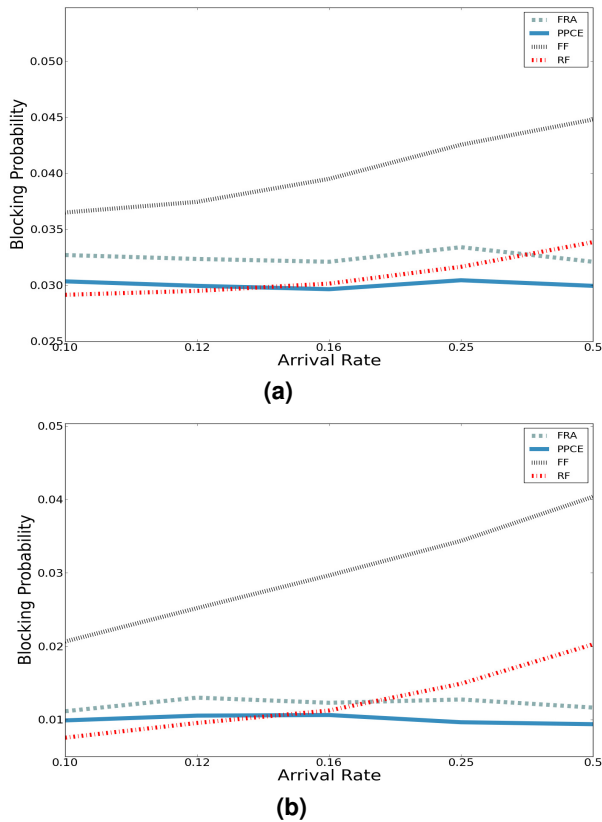 FRA
PPCE
FF
RF
Blocking Probability
0.050
0.045
0.040
0.035
0.030
0.025
0.10
0.12
0.16
0.25
0.5
Arrival Rate
(a)
FRA
PPCE
FF
RF
Blocking Probability
0.05
0.04
0.03
0.02
0.01
0.10
0.12
0.16
0.25
0.5
Arrival Rate
(b)